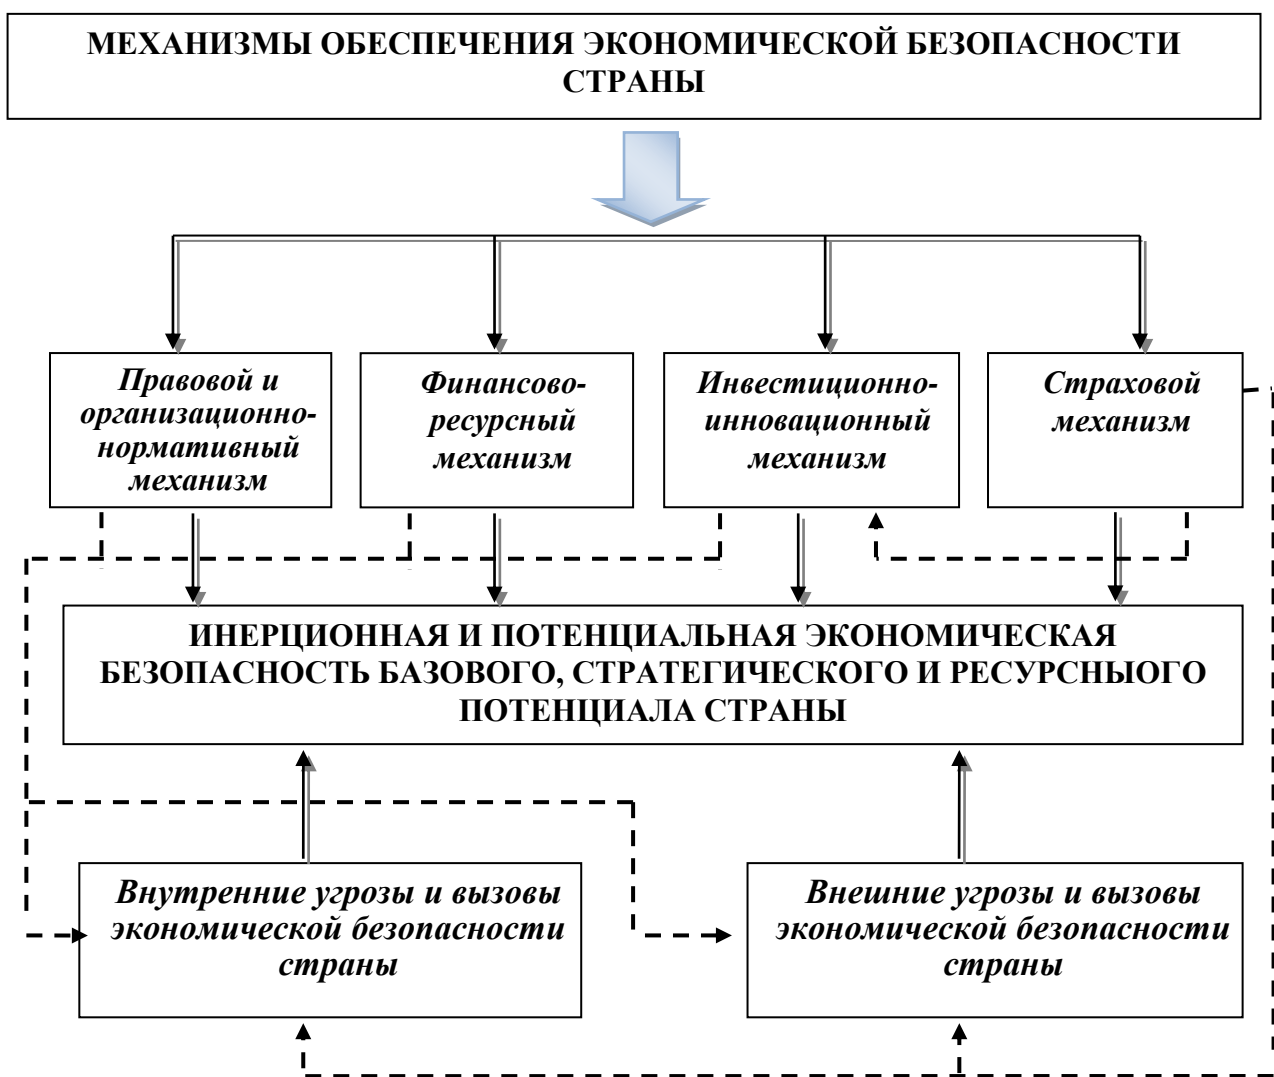 МЕХАНИЗМЫ ОБЕСПЕЧЕНИЯ ЭКОНОМИЧЕСКОЙ БЕЗОПАСНОСТИ
СТРАНЫ
Правовой и
организационно-
нормативный
механизм
Финансово-
ресурсный
механизм
Инвестиционно-
инновационный
механизм
Страховой
механизм
ИНЕРЦИОННАЯ И ПОТЕНЦИАЛЬНАЯ ЭКОНОМИЧЕСКАЯ
БЕЗОПАСНОСТЬ БАЗОВОГО, СТРАТЕГИЧЕСКОГО И РЕСУРСНЫОГО
ПОТЕНЦИАЛА СТРАНЫ
Внутренние угрозы и вызовы
экономической безопасности
страны
Внешние угрозы и вызовы
экономической безопасности
страны